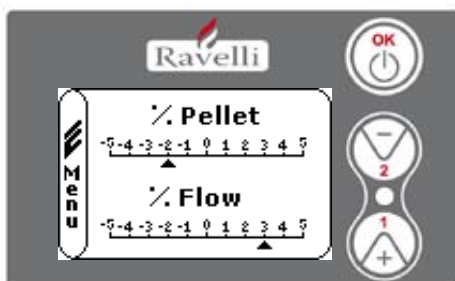 Ravelli
OK
Menu
٪ Pellet
-5 -4 -3 -2 -1 0 1 2 3 4 5
٪ Flow
-5 -4 -3 -2 -1 0 1 2 3 4 5
−
2
1
+